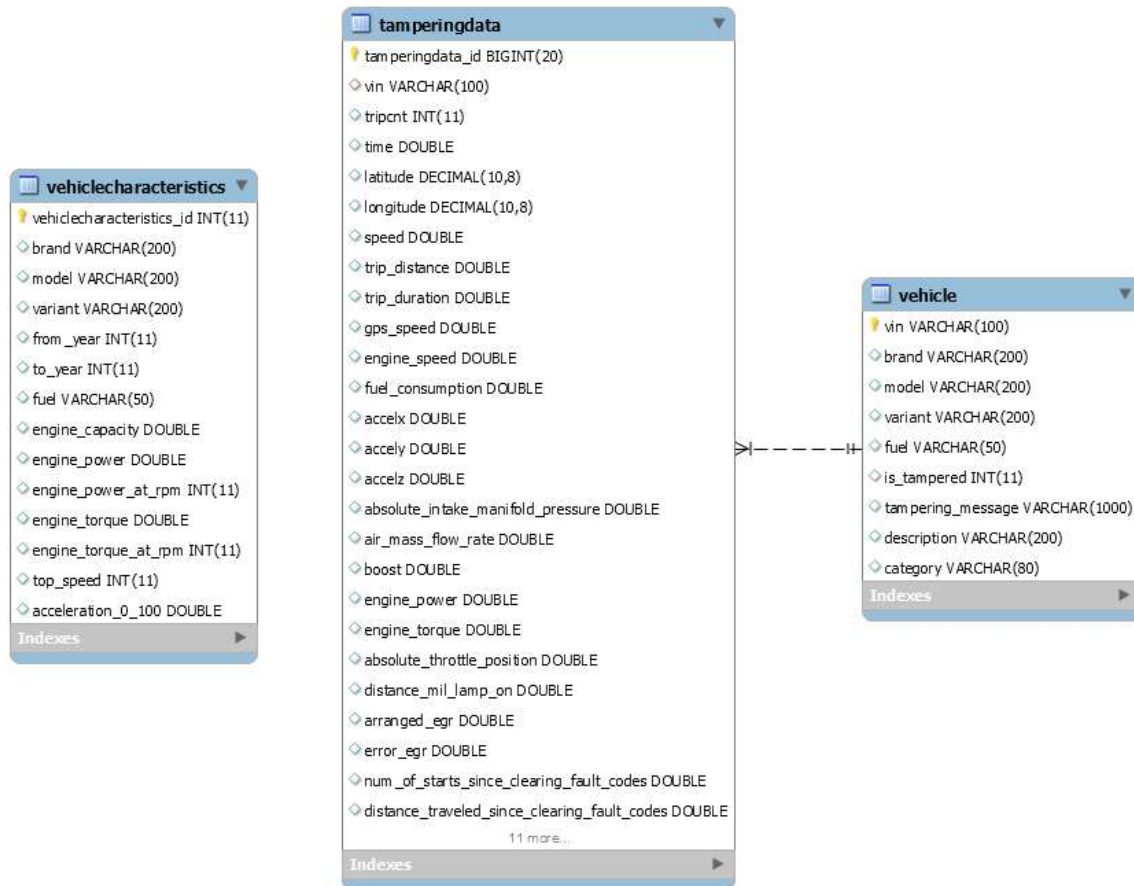 vehiclecharacteristics
vehiclecharacteristics_id INT(11)
brand VARCHAR(200)
model VARCHAR(200)
variant VARCHAR(200)
from_year INT(11)
to_year INT(11)
fuel VARCHAR(50)
engine_capacity DOUBLE
engine_power DOUBLE
engine_power_at_rpm INT(11)
engine_torque DOUBLE
engine_torque_at_rpm INT(11)
top_speed INT(11)
acceleration_0_100 DOUBLE
Indexes
tamperingdata
tamperingdata_id BIGINT(20)
vin VARCHAR(100)
tripcnt INT(11)
time DOUBLE
latitude DECIMAL(10,8)
longitude DECIMAL(10,8)
speed DOUBLE
trip_distance DOUBLE
trip_duration DOUBLE
gps_speed DOUBLE
engine_speed DOUBLE
fuel_consumption DOUBLE
accelx DOUBLE
accely DOUBLE
accelz DOUBLE
absolute_intake_manifold_pressure DOUBLE
air_mass_flow_rate DOUBLE
boost DOUBLE
engine_power DOUBLE
engine_torque DOUBLE
absolute_throttle_position DOUBLE
distance_mil_lamp_on DOUBLE
arranged_egr DOUBLE
error_egr DOUBLE
num_of_starts_since_clearing_fault_codes DOUBLE
distance_traveled_since_clearing_fault_codes DOUBLE
11 more...
Indexes
vehicle
vin VARCHAR(100)
brand VARCHAR(200)
model VARCHAR(200)
variant VARCHAR(200)
fuel VARCHAR(50)
is_tampered INT(11)
tampering_message VARCHAR(1000)
description VARCHAR(200)
category VARCHAR(80)
Indexes